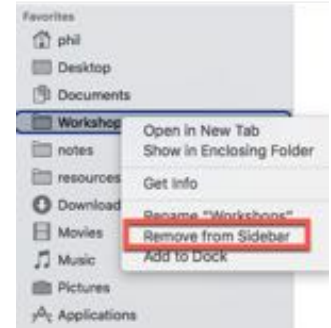 Favorites
phil
Desktop
Documents
Workshop
Open in New Tab
Show in Enclosing Folder
notes
resources
Get Info
Download
Rename "Workshops"
Movies
Remove from Sidebar
Music
Add to Dock
Pictures
Applications